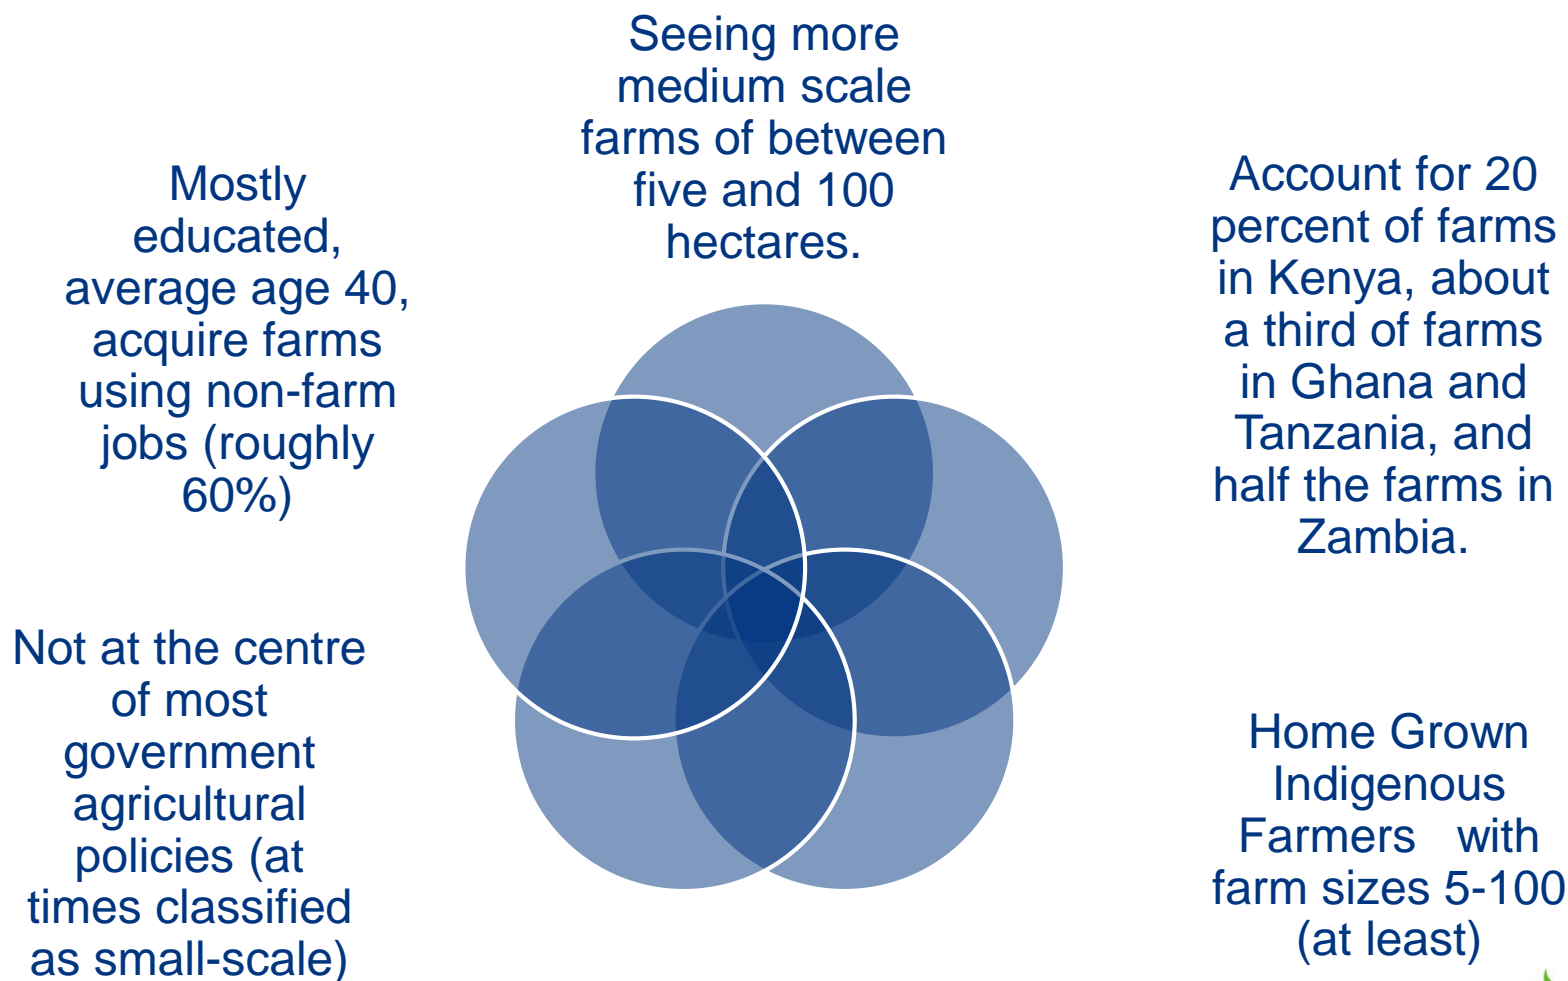 Seeing more
medium scale
farms of between
five and 100
hectares.
Account for 20
percent of farms
in Kenya, about
a third of farms
in Ghana and
Tanzania, and
half the farms in
Zambia.
Home Grown
Indigenous
Farmers with
farm sizes 5-100
(at least)
Not at the centre
of most
government
agricultural
policies (at
times classified
as small-scale)
Mostly
educated,
average age 40,
acquire farms
using non-farm
jobs (roughly
60%)